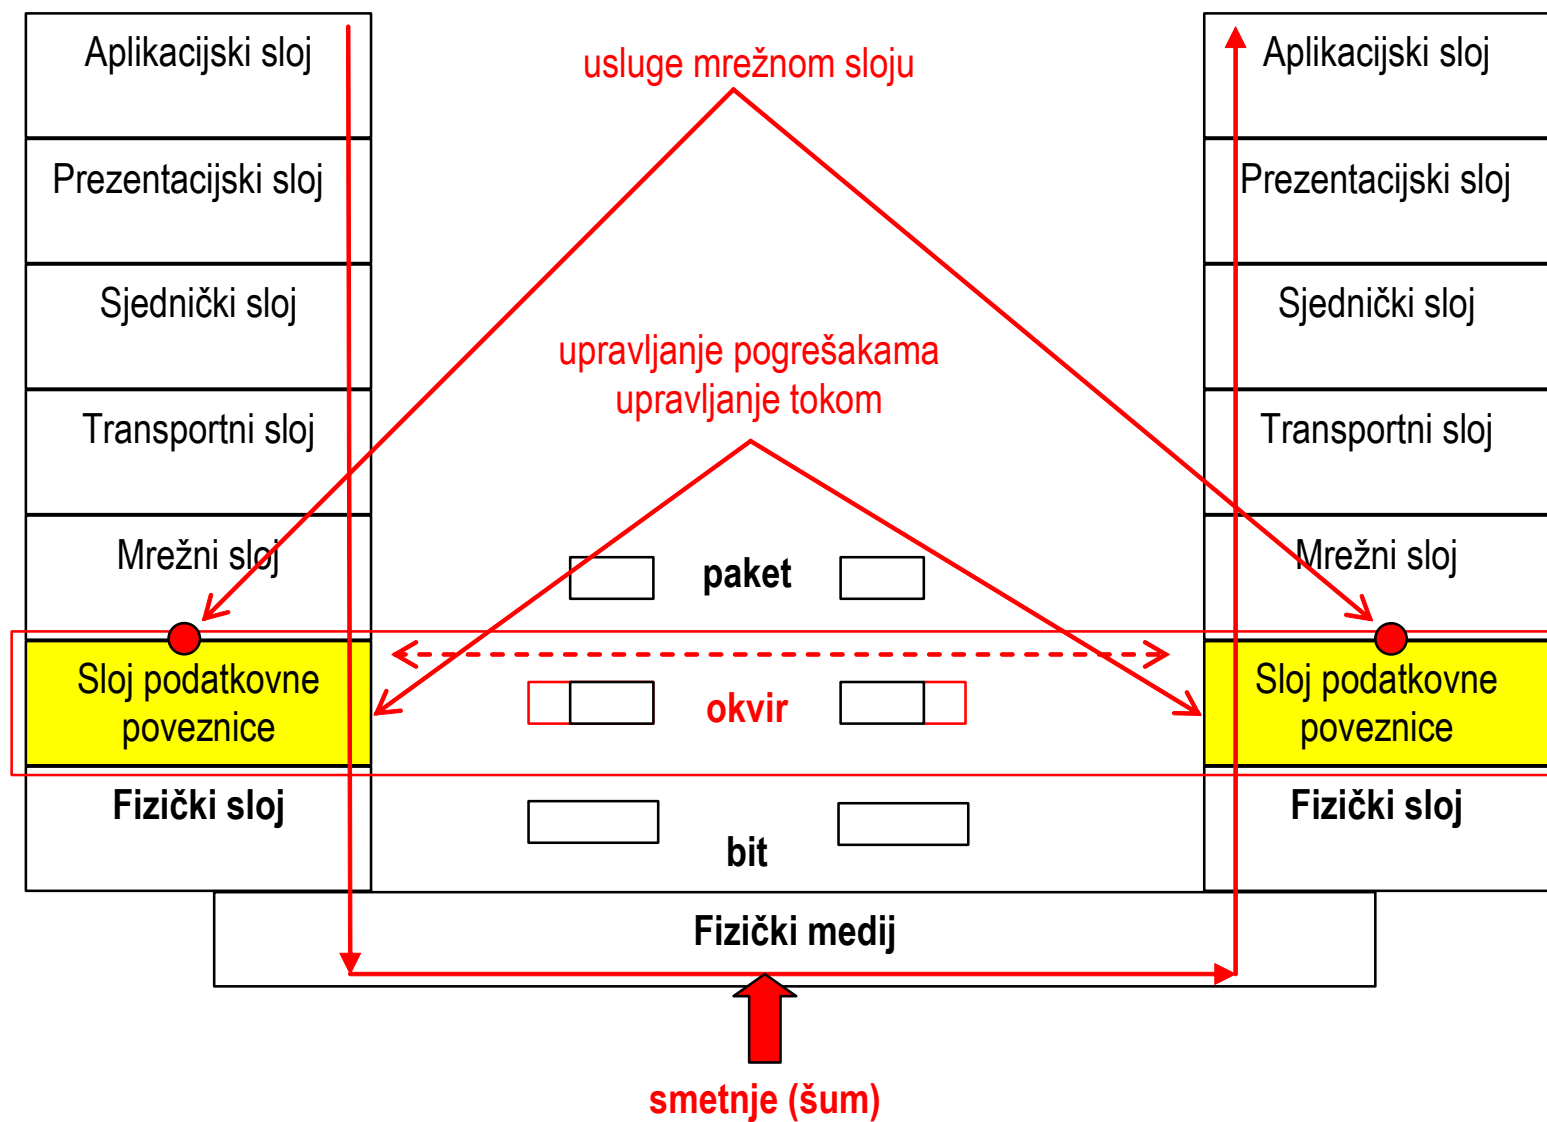 Aplikacijski sloj
usluge mrežnom sloju
Aplikacijski sloj
Prezentacijski sloj
Prezentacijski sloj
Sjednički sloj
Sjednički sloj
upravljanje pogrešakama
upravljanje tokom
Transportni sloj
Transportni sloj
Mrežni sloj
paket
Mrežni sloj
Sloj podatkovne
poveznice
okvir
Sloj podatkovne
poveznice
Fizički sloj
Fizički sloj
bit
Fizički medij
smetnje (šum)